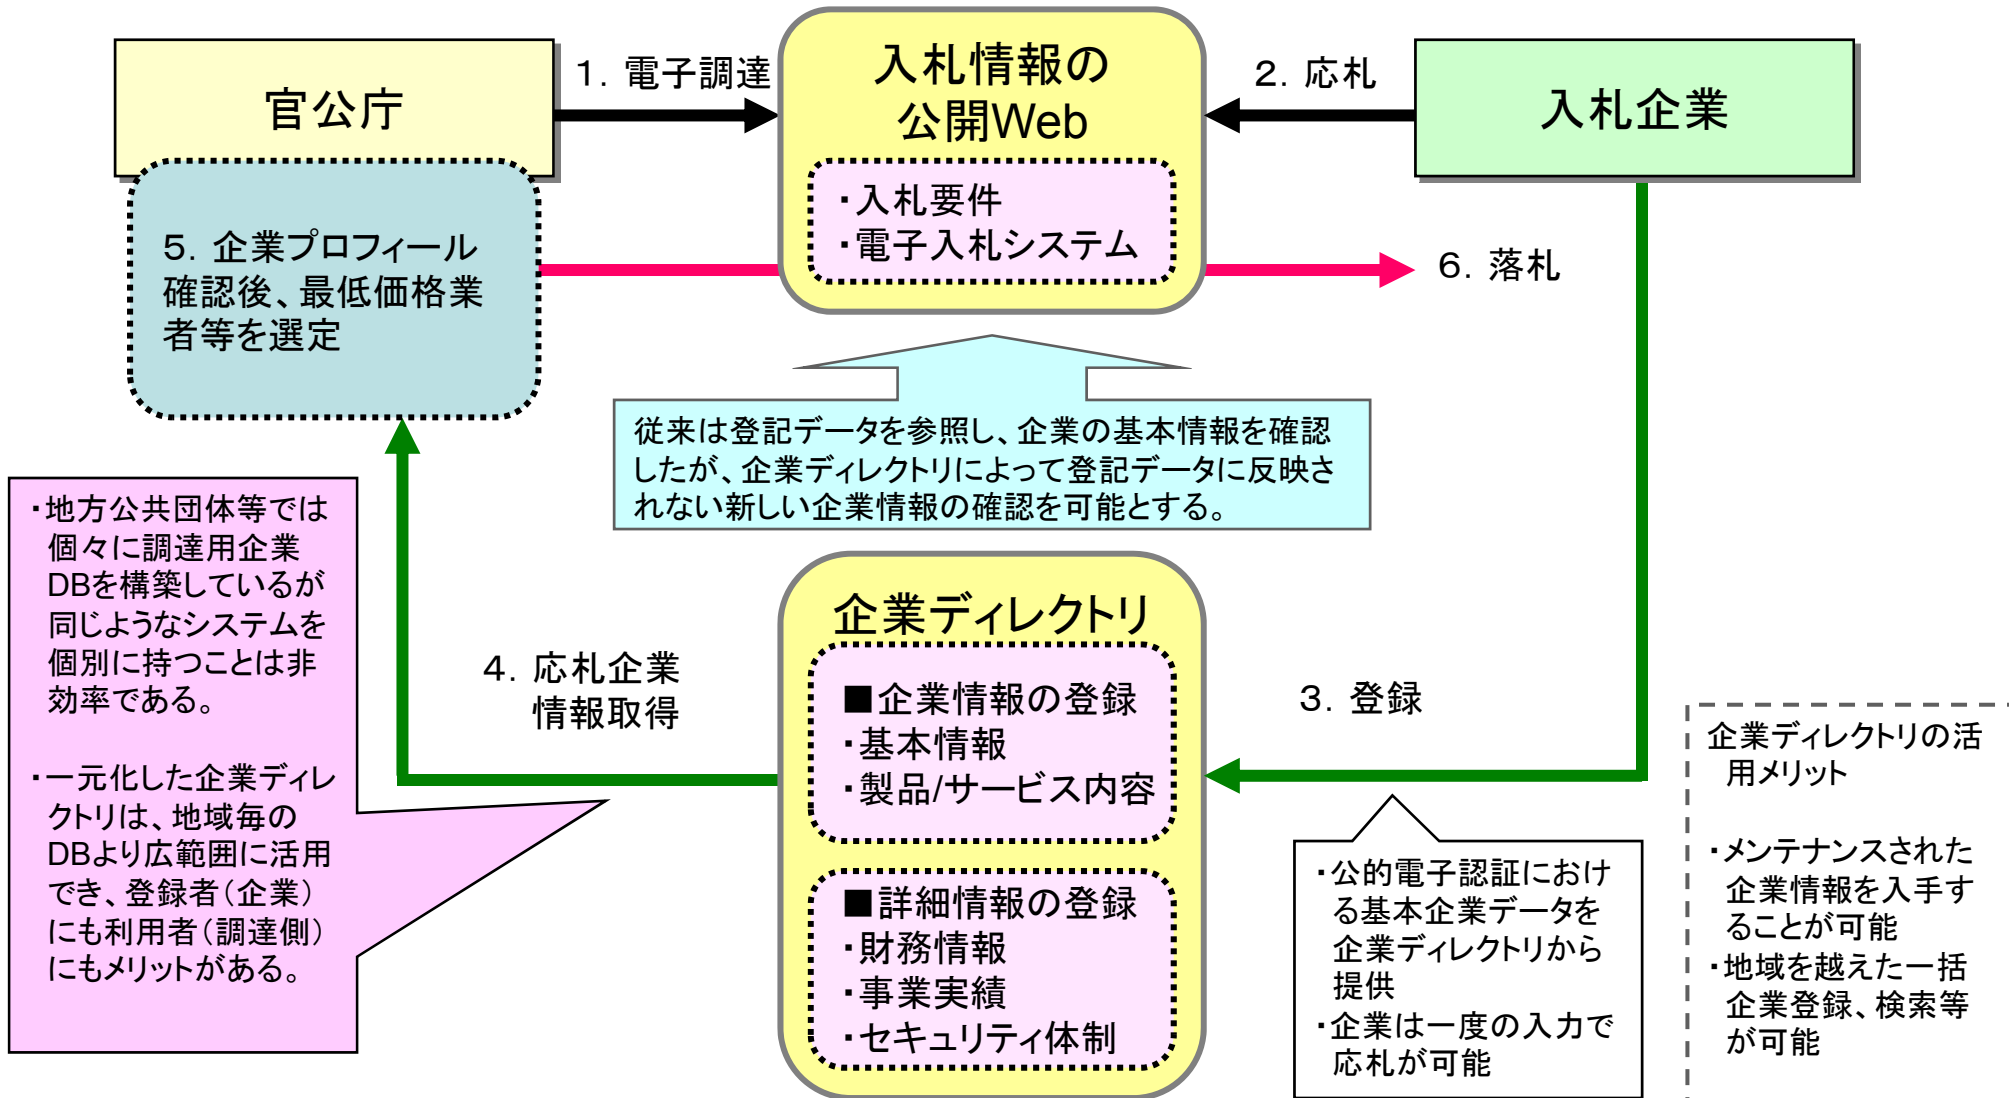 官公庁
1．電子調達
入札情報の
公開Web
・入札要件
・電子入札システム
2．応札
入札企業
5．企業プロフィール
確認後、最低価格業
者等を選定
6．落札
従来は登記データを参照し、企業の基本情報を確認
したが、企業ディレクトリによって登記データに反映さ
れない新しい企業情報の確認を可能とする。
・地方公共団体等では
個々に調達用企業
DBを構築しているが
同じようなシステムを
個別に持つことは非
効率である。
・一元化した企業ディレ
クトリは、地域毎の
DBより広範囲に活用
でき、登録者（企業）
にも利用者（調達側）
にもメリットがある。
4．応札企業
情報取得
企業ディレクトリ
■企業情報の登録
・基本情報
・製品/サービス内容
■詳細情報の登録
・財務情報
・事業実績
・セキュリティ体制
3．登録
・公的電子認証におけ
る基本企業データを
企業ディレクトリから
提供
・企業は一度の入力で
応札が可能
企業ディレクトリの活
用メリット
・メンテナンスされた
企業情報を入手す
ることが可能
・地域を越えた一括
企業登録、検索等
が可能